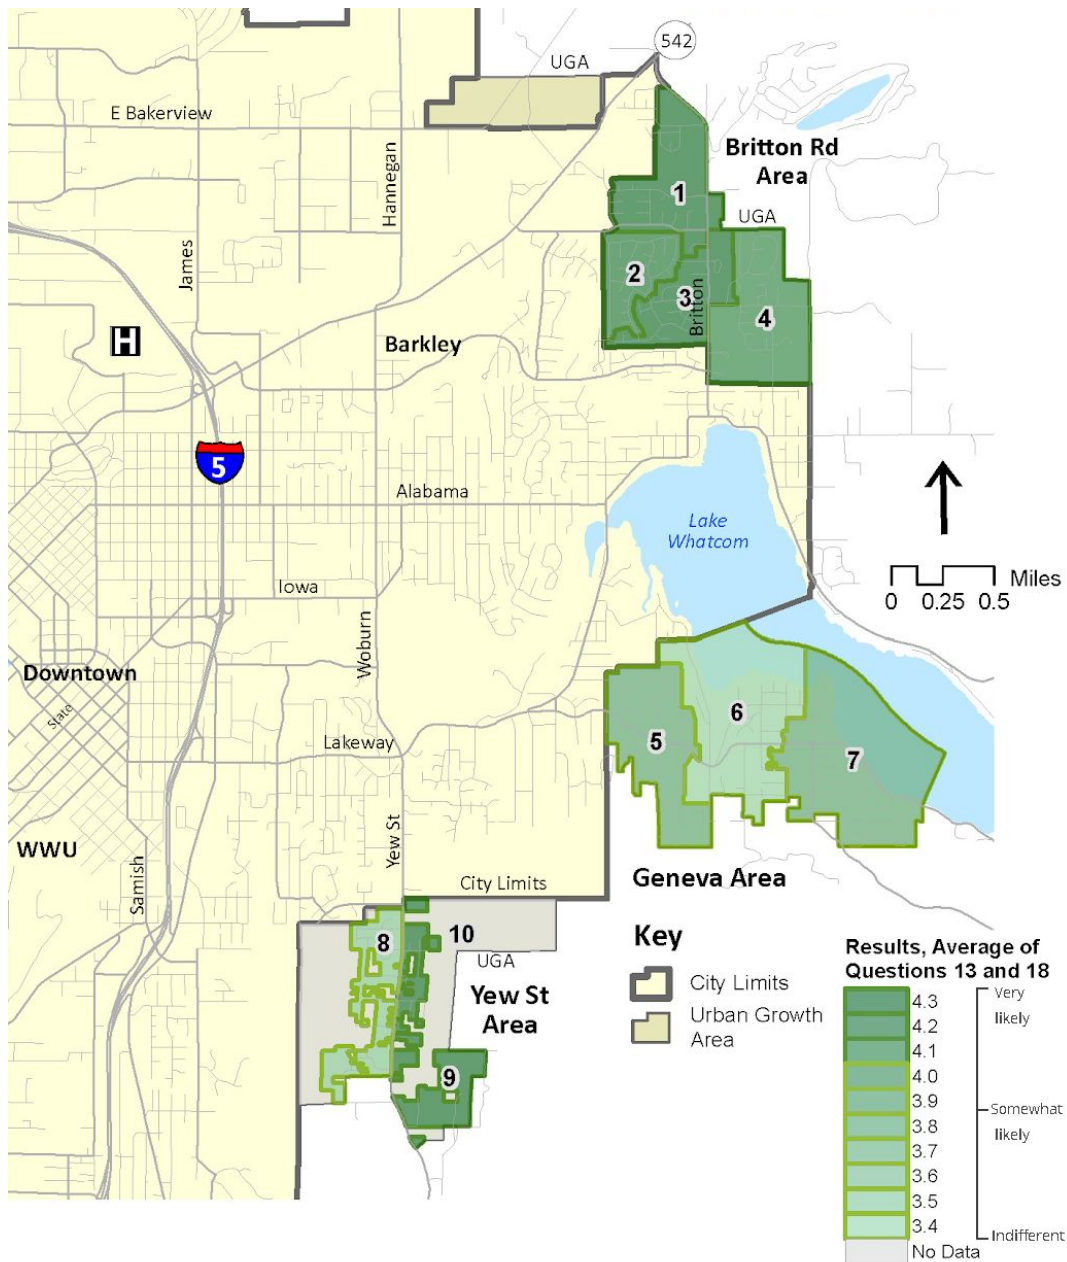 542
UGA
E Bakerview
Hannegan
Britton Rd
Area
1
UGA
James
2
3
Britton
4
H
Barkley
5
Alabama
Lake
Whatcom
Miles
0 0.25 0.5
Iowa
Woburn
Downtown
State
Lakeway
5
6
7
WWU
Yew St
Samish
Geneva Area
City Limits
8
10
UGA
Yew St
Area
9
Key
City Limits
Urban Growth
Area
Results, Average of
Questions 13 and 18
4.3
4.2
4.1
4.0
3.9
3.8
3.7
3.6
3.5
3.4
No Data
Very
likely
Somewhat
likely
Indifferent